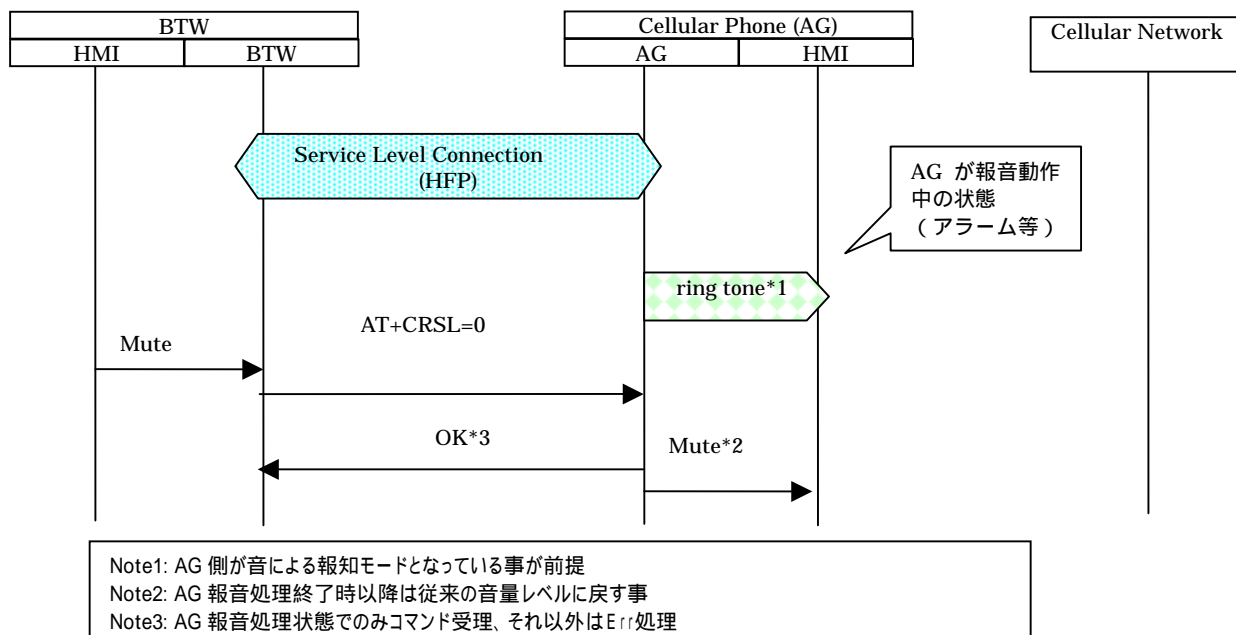 BTW
HMI
BTW
Cellular Phone (AG)
AG
HMI
Cellular Network
Service Level Connection
(HFP)
AG が報音動作
中の状態
(アラーム等)
ring tone*1
AT+CRSL=0
Mute
OK*3
Mute*2
Note1: AG 側が音による報知モードとなっている事が前提
Note2: AG 報音処理終了時以降は従来の音量レベルに戻す事
Note3: AG 報音処理状態でのみコマンド受理、それ以外はErr処理